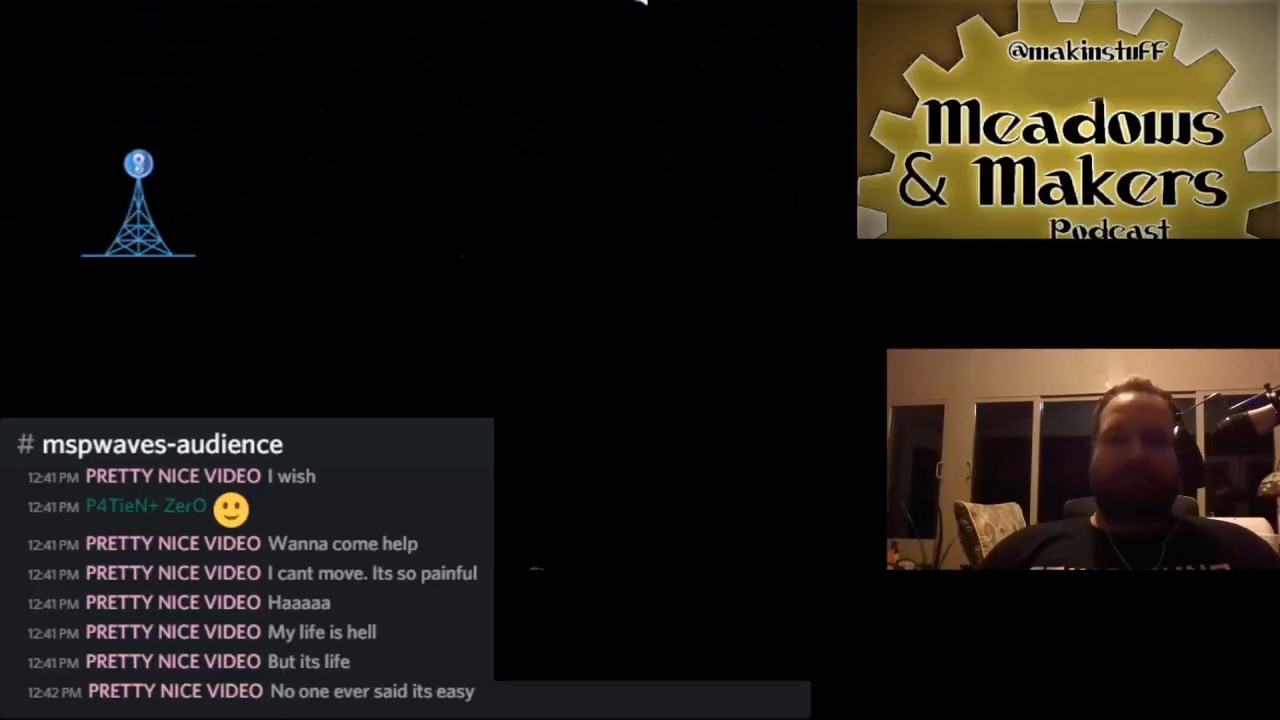 @makinstuff
Meadows
& Makers
Podcast
# mspwaves-audience
12:41 PM PRETTY NICE VIDEO I wish
12:41 PM P4TieN+ ZerO 🙂
12:41 PM PRETTY NICE VIDEO Wanna come help
12:41 PM PRETTY NICE VIDEO I cant move. Its so painful
12:41 PM PRETTY NICE VIDEO Haaaaa
12:41 PM PRETTY NICE VIDEO My life is hell
12:41 PM PRETTY NICE VIDEO But its life
12:42 PM PRETTY NICE VIDEO No one ever said its easy